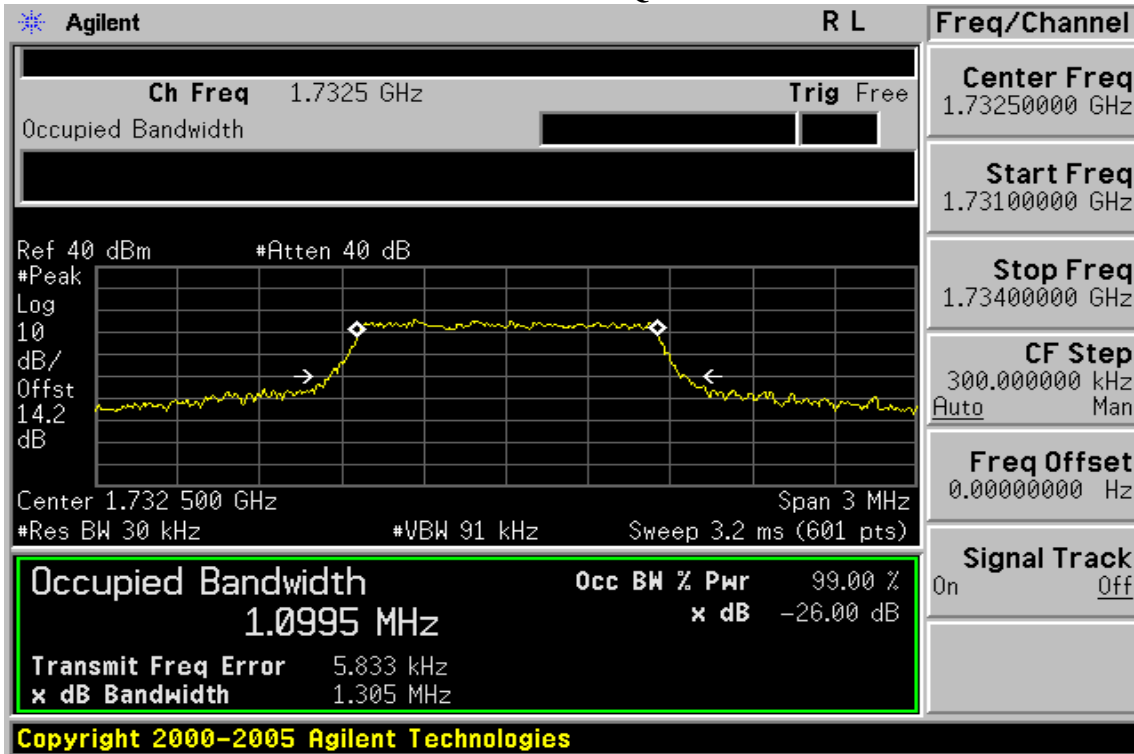 Agilent R L Freq/Channel
Ch Freq 1.7325 GHz Trig Free
Occupied Bandwidth
Center Freq
1.73250000 GHz
Start Freq
1.73100000 GHz
Stop Freq
1.73400000 GHz
CF Step
300.000000 kHz
Auto Man
Freq Offset
0.00000000 Hz
Signal Track
On Off
Ref 40 dBm #Atten 40 dB
#Peak
Log
10
dB/
Offst
14.2
dB
Center 1.732 500 GHz Span 3 MHz
#Res BW 30 kHz #VBW 91 kHz Sweep 3.2 ms (601 pts)
Occupied Bandwidth Occ BW % Pwr 99.00 %
1.0995 MHz x dB -26.00 dB
Transmit Freq Error 5.833 kHz
x dB Bandwidth 1.305 MHz
Copyright 2000-2005 Agilent Technologies